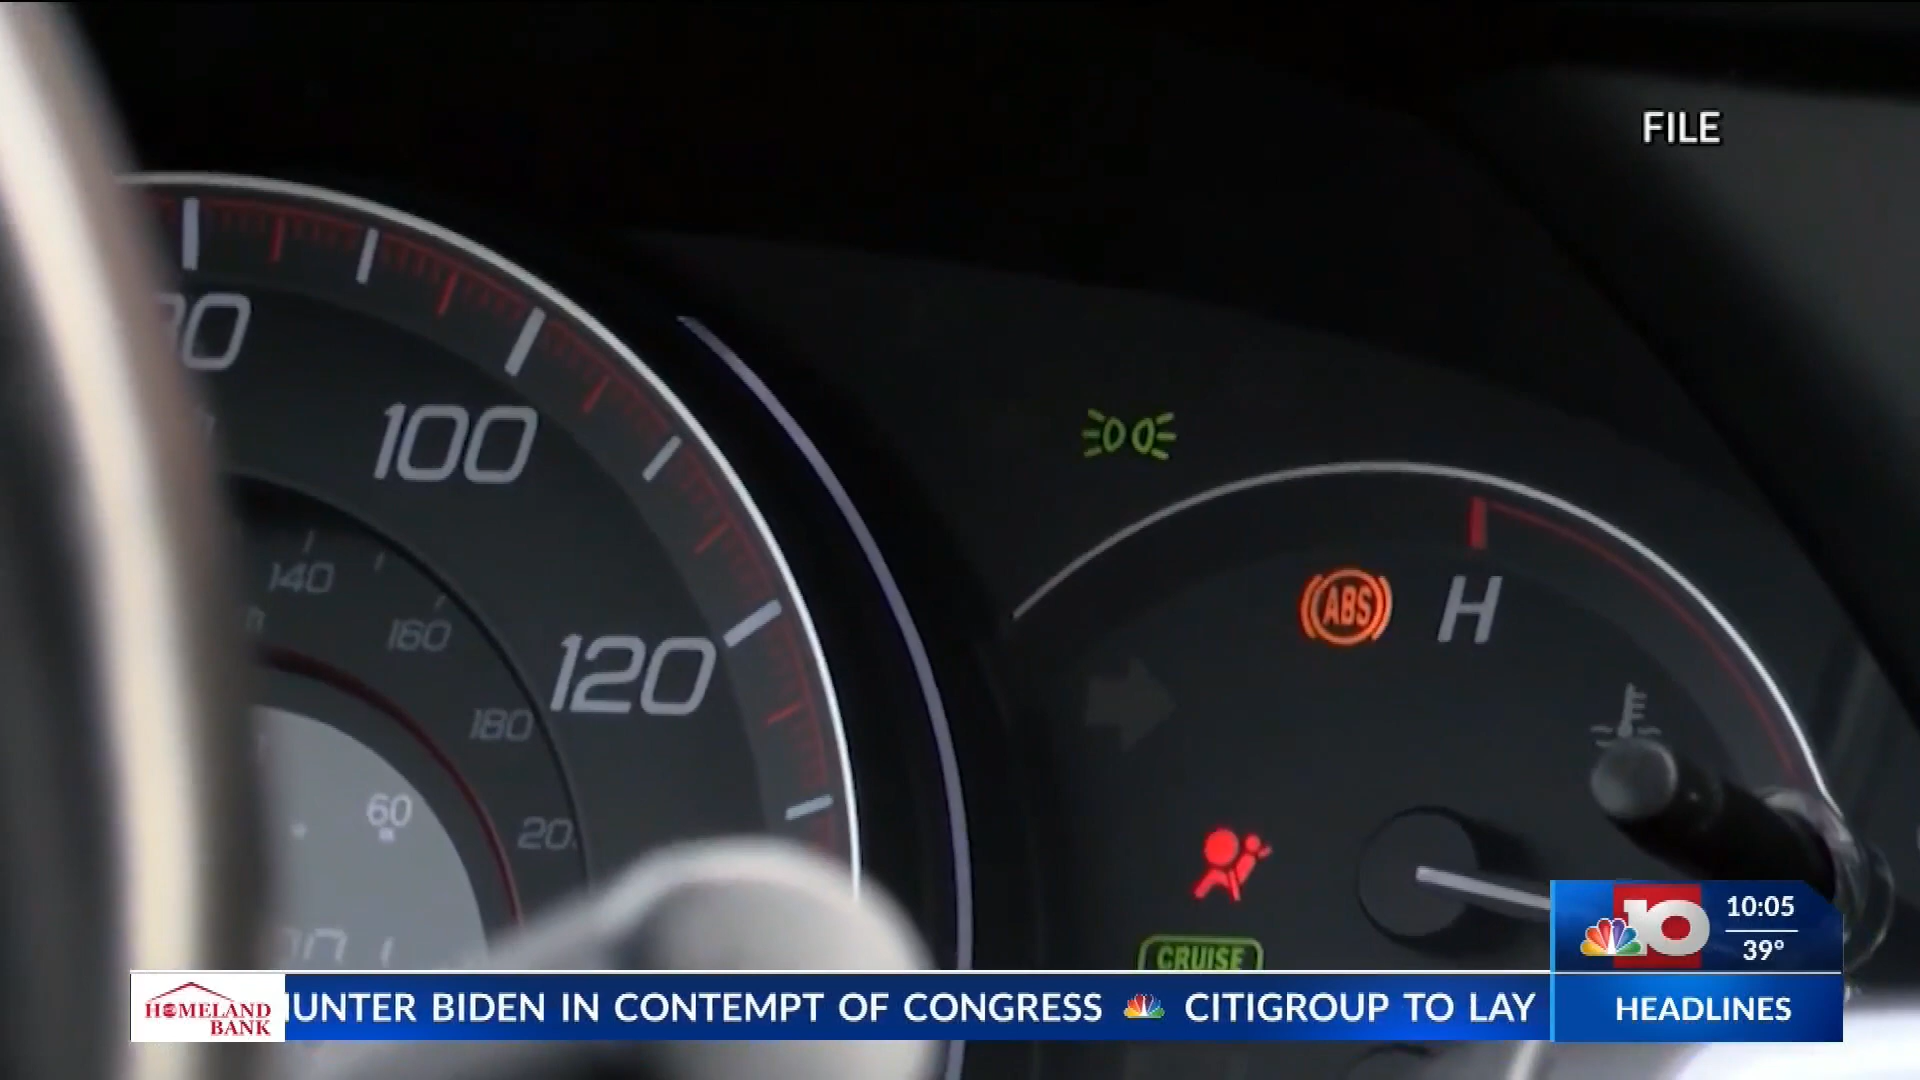 FILE
100
ABS
H
140
160
120
180
60
CRUISE
10
10:05
39°
HOMELAND
BANK
HUNTER BIDEN IN CONTEMPT OF CONGRESS
CITIGROUP TO LAY
HEADLINES